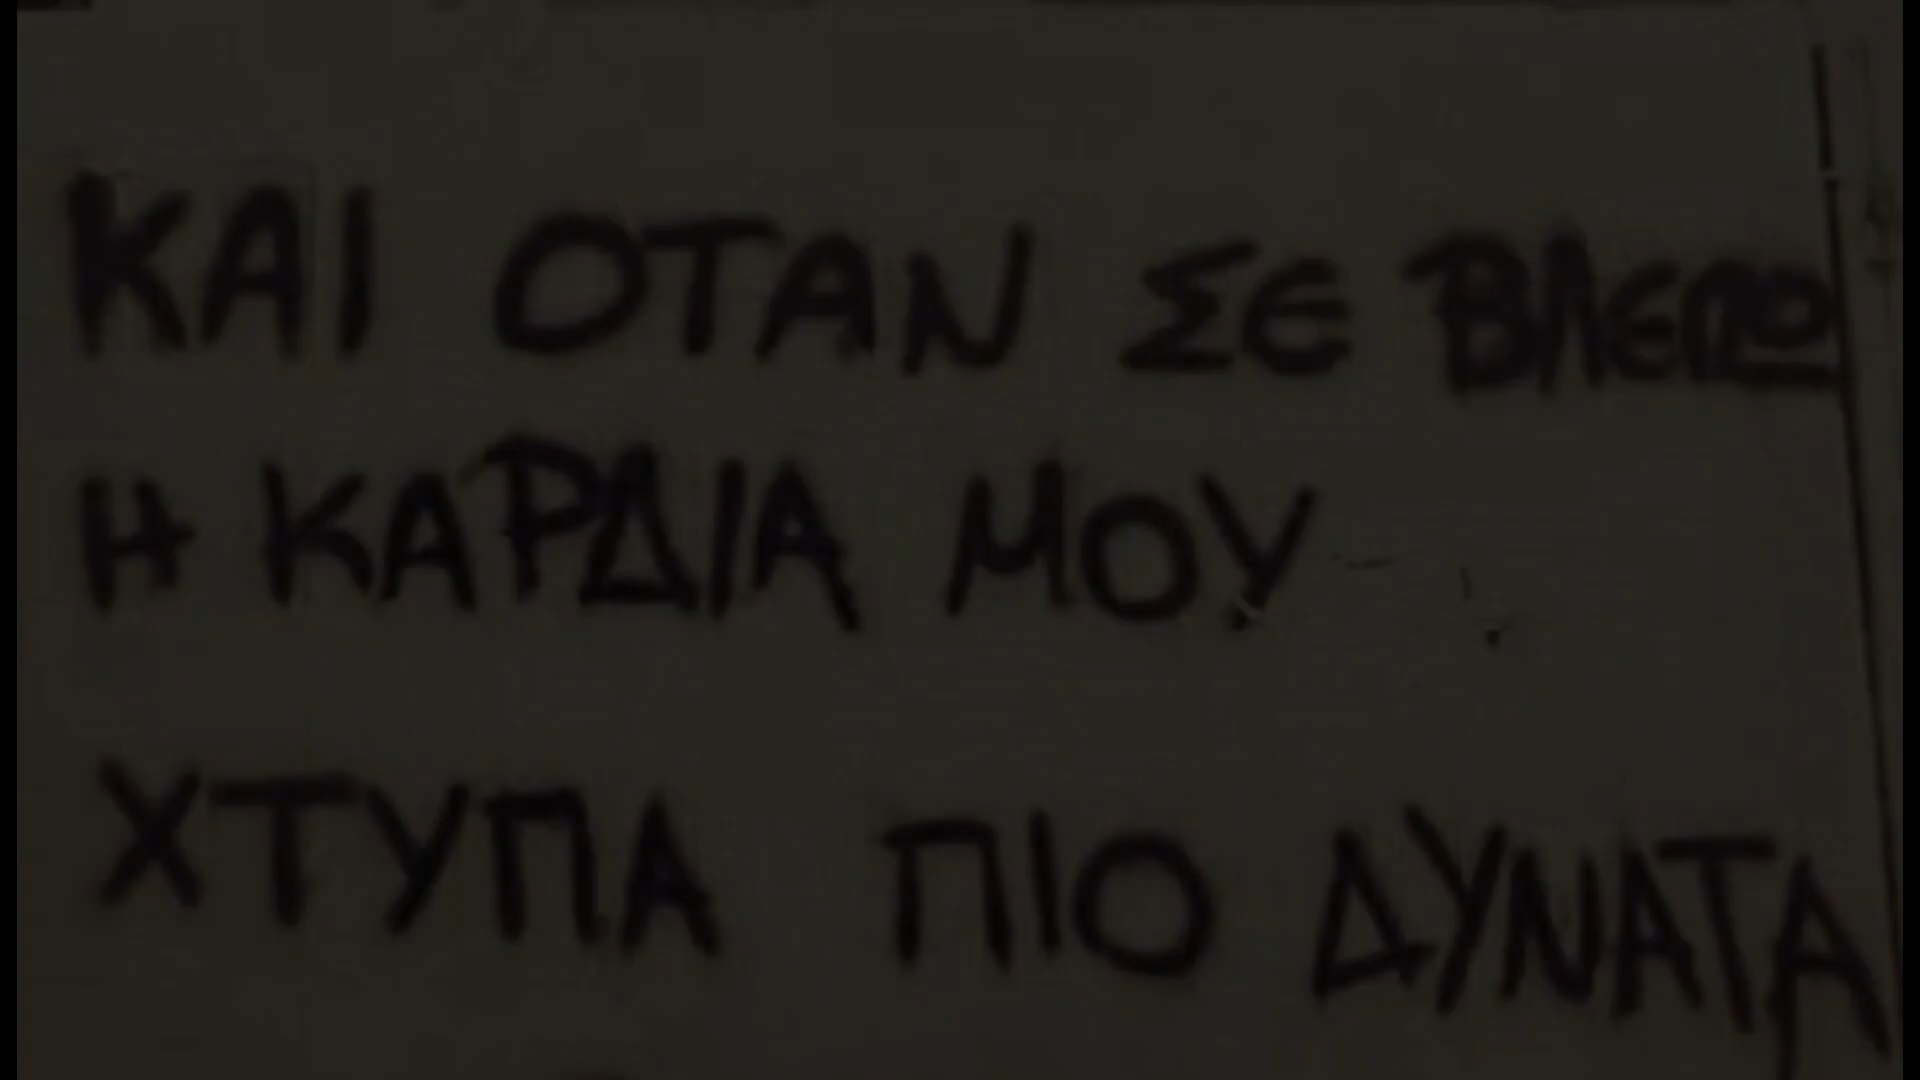 ΚΑΙ ΟΤΑΝ ΣΕ ΒΛΕΠΩ
Η ΚΑΡΔΙΑ ΜΟΥ
ΧΤΥΠΑ ΠΙΟ ΔΥΝΑΤΑ